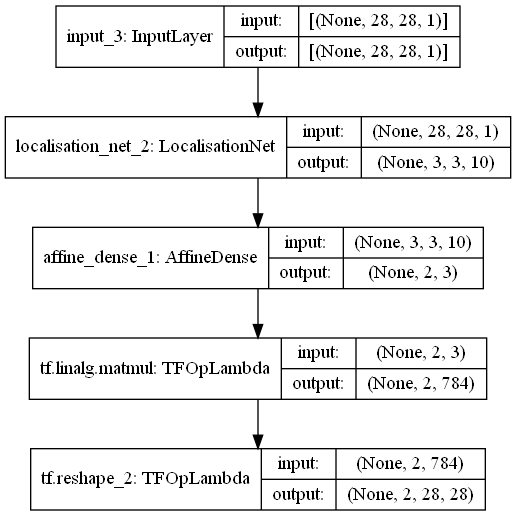 input_3: InputLayer
input:
[(None, 28, 28, 1)]
output:
[(None, 28, 28, 1)]
localisation_net_2: LocalisationNet
input:
(None, 28, 28, 1)
output:
(None, 3, 3, 10)
affine_dense_1: AffineDense
input:
(None, 3, 3, 10)
output:
(None, 2, 3)
tf.linalg.matmul: TFOpLambda
input:
(None, 2, 3)
output:
(None, 2, 784)
tf.reshape_2: TFOpLambda
input:
(None, 2, 784)
output:
(None, 2, 28, 28)